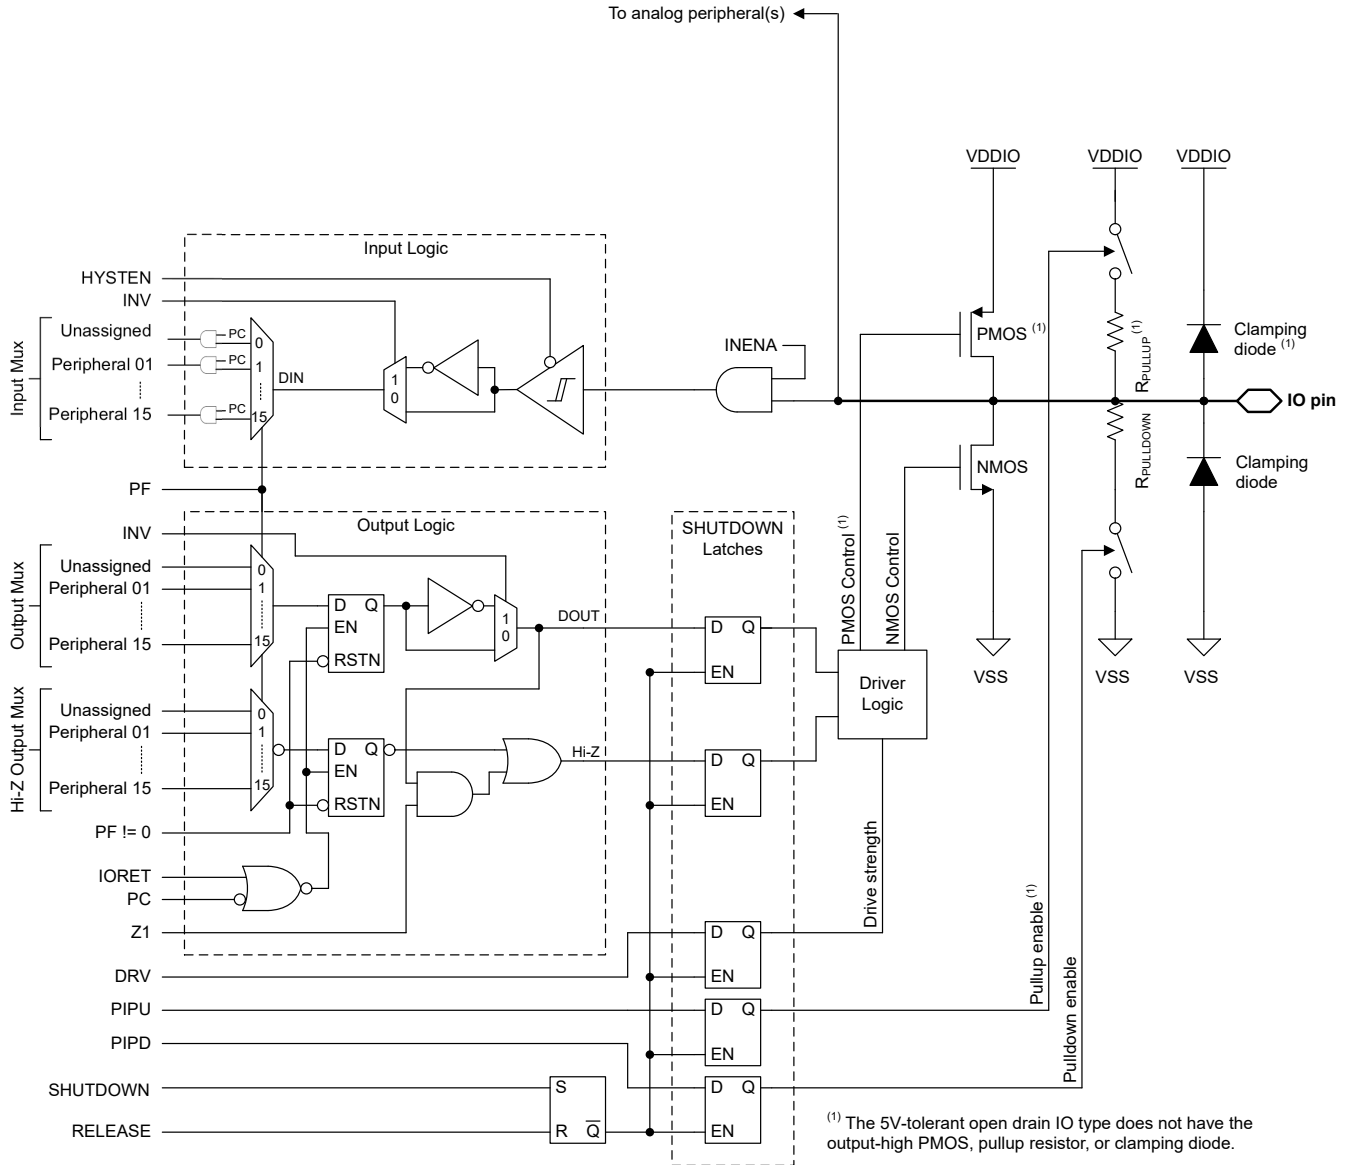 To analog peripheral(s)
VDDIO
VDDIO
VDDIO
Input Logic
HYSTEN
INV
Input Mux
Unassigned
Peripheral 01
Peripheral 15
PC
PC
PC
0
1
15
DIN
1
0
INENA
PMOS (1)
RPULLUP (1)
Clamping
diode (1)
IO pin
NMOS
RPULLDOWN
Clamping
diode
PF
Output Logic
INV
Output Mux
Unassigned
Peripheral 01
Peripheral 15
0
1
15
D Q
EN
RSTN
1
0
DOUT
SHUTDOWN
Latches
D Q
EN
PMOS Control (1)
NMOS Control
Driver
Logic
VSS
VSS
VSS
Hi-Z Output Mux
Unassigned
Peripheral 01
Peripheral 15
0
1
15
D Q
EN
RSTN
Hi-Z
D Q
EN
PF != 0
IORET
PC
Z1
Drive strength
DRV
D Q
EN
PIPU
D Q
EN
Pullup enable (1)
PIPD
Pulldown enable
SHUTDOWN
RELEASE
S
R Q
D Q
EN
(1) The 5V-tolerant open drain IO type does not have the
output-high PMOS, pullup resistor, or clamping diode.